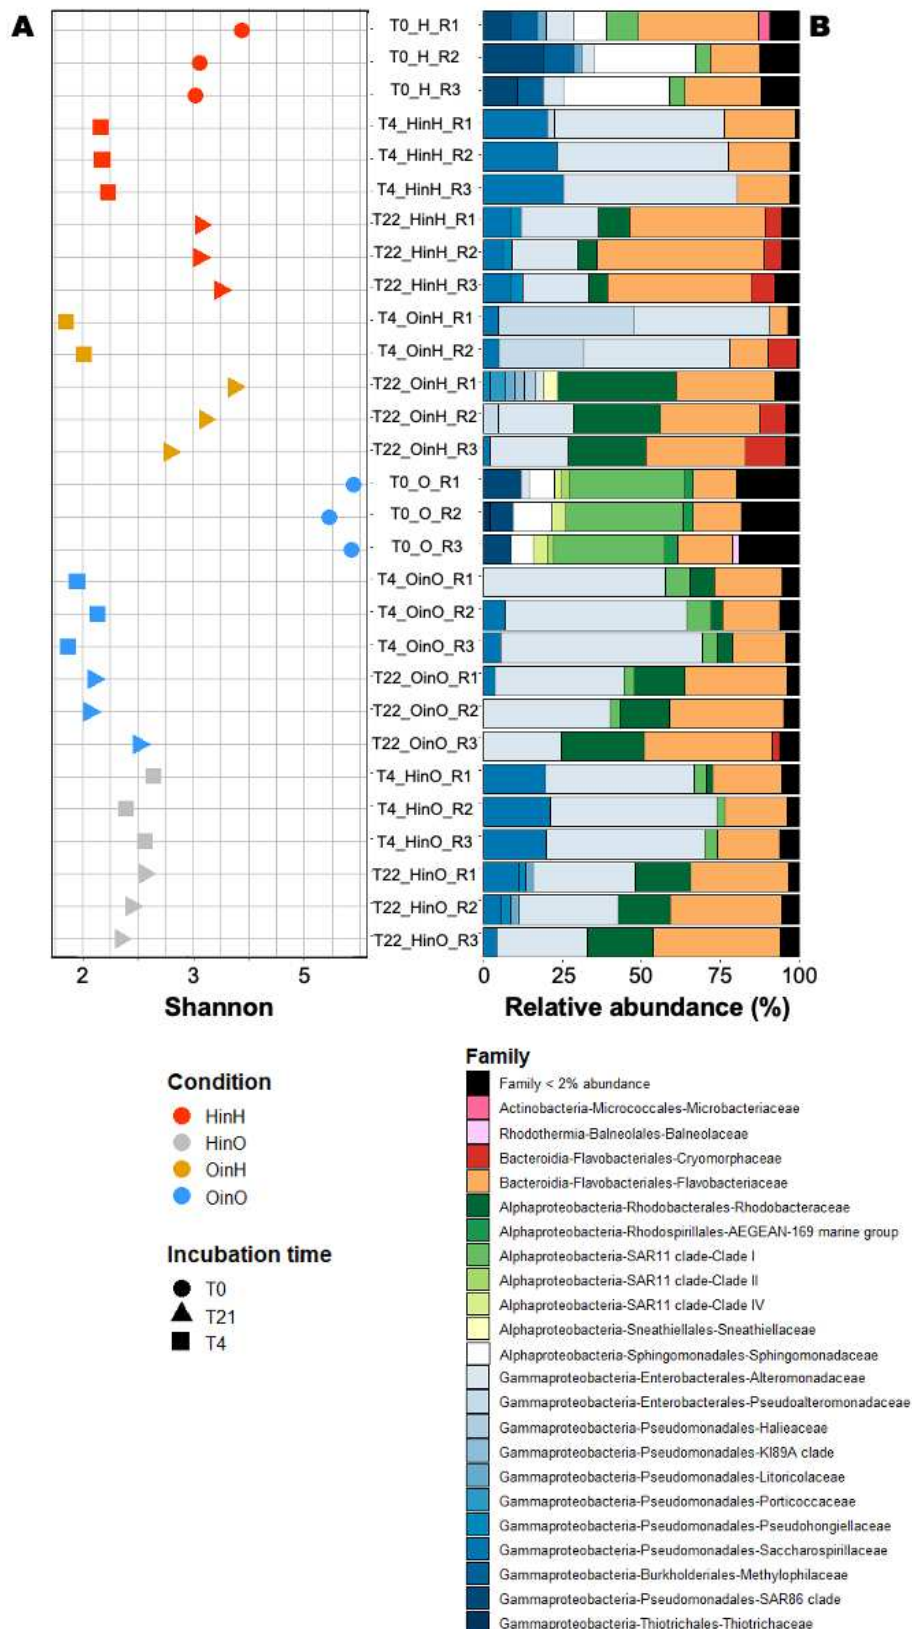 A
B
T0_H_R1
T0_H_R2
T0_H_R3
T4_HinH_R1
T4_HinH_R2
T4_HinH_R3
T22_HinH_R1
T22_HinH_R2
T22_HinH_R3
T4_OinH_R1
T4_OinH_R2
T22_OinH_R1
T22_OinH_R2
T22_OinH_R3
T0_O_R1
T0_O_R2
T0_O_R3
T4_OinO_R1
T4_OinO_R2
T4_OinO_R3
T22_OinO_R1
T22_OinO_R2
T22_OinO_R3
T4_HinO_R1
T4_HinO_R2
T4_HinO_R3
T22_HinO_R1
T22_HinO_R2
T22_HinO_R3
2 3 5
Shannon
0 25 50 75 100
Relative abundance (%)
Condition
HinH
HinO
OinH
OinO
Incubation time
T0
T21
T4
Family
Family < 2% abundance
Actinobacteria-Micrococcales-Microbacteriaceae
Rhodothermia-Balneolales-Balneolaceae
Bacteroidia-Flavobacteriales-Cryomorphaceae
Bacteroidia-Flavobacteriales-Flavobacteriaceae
Alphaproteobacteria-Rhodobacterales-Rhodobacteraceae
Alphaproteobacteria-Rhodospirillales-AEGEAN-169 marine group
Alphaproteobacteria-SAR11 clade-Clade I
Alphaproteobacteria-SAR11 clade-Clade II
Alphaproteobacteria-SAR11 clade-Clade IV
Alphaproteobacteria-Sneathiellales-Sneathiellaceae
Alphaproteobacteria-Sphingomonadales-Sphingomonadaceae
Gammaproteobacteria-Enterobacterales-Alteromonadaceae
Gammaproteobacteria-Enterobacterales-Pseudoalteromonadaceae
Gammaproteobacteria-Pseudomonadales-Halieaceae
Gammaproteobacteria-Pseudomonadales-KI89A clade
Gammaproteobacteria-Pseudomonadales-Litoricolaceae
Gammaproteobacteria-Pseudomonadales-Porticoccaceae
Gammaproteobacteria-Pseudomonadales-Pseudohongiellaceae
Gammaproteobacteria-Pseudomonadales-Saccharospirillaceae
Gammaproteobacteria-Burkholderiales-Methylophilaceae
Gammaproteobacteria-Pseudomonadales-SAR86 clade
Gammaproteobacteria-Thiotrichales-Thiotrichaceae